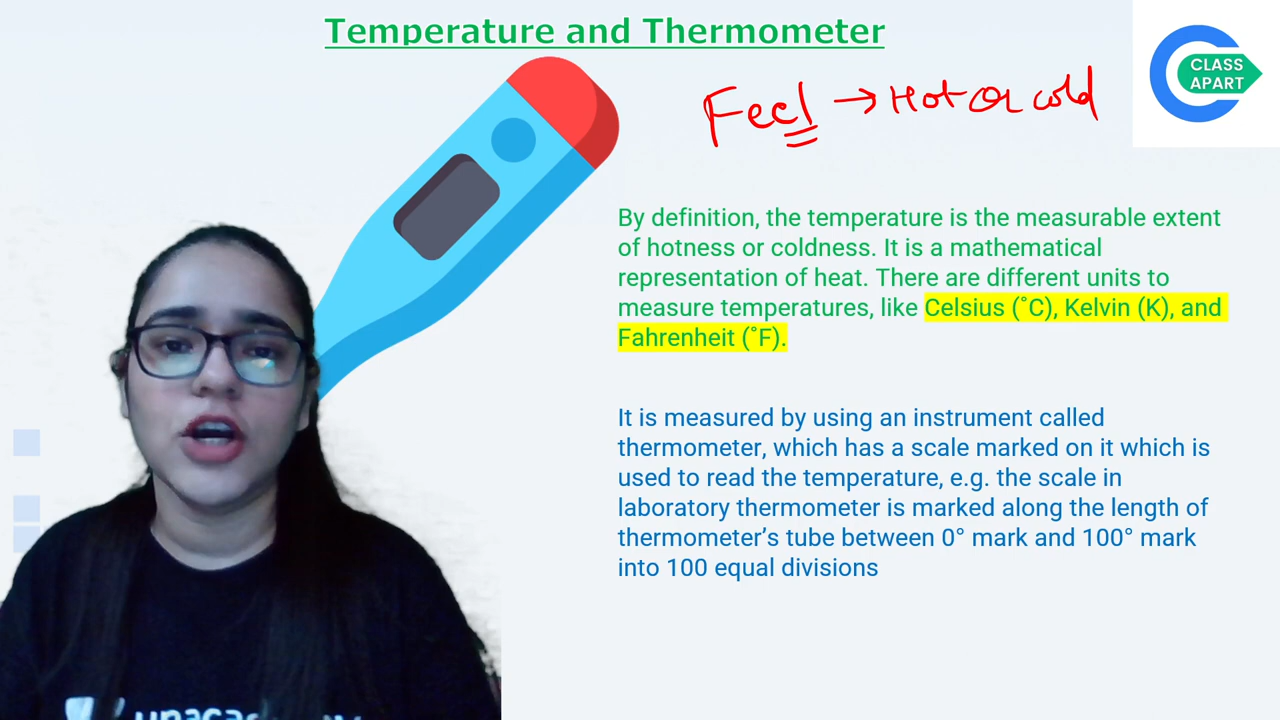 Temperature and Thermometer
CLASS
APART
Feel → Hot or cold
By definition, the temperature is the measurable extent
of hotness or coldness. It is a mathematical
representation of heat. There are different units to
measure temperatures, like Celsius (˚C), Kelvin (K), and
Fahrenheit (˚F).
It is measured by using an instrument called
thermometer, which has a scale marked on it which is
used to read the temperature, e.g. the scale in
laboratory thermometer is marked along the length of
thermometer’s tube between 0° mark and 100° mark
into 100 equal divisions